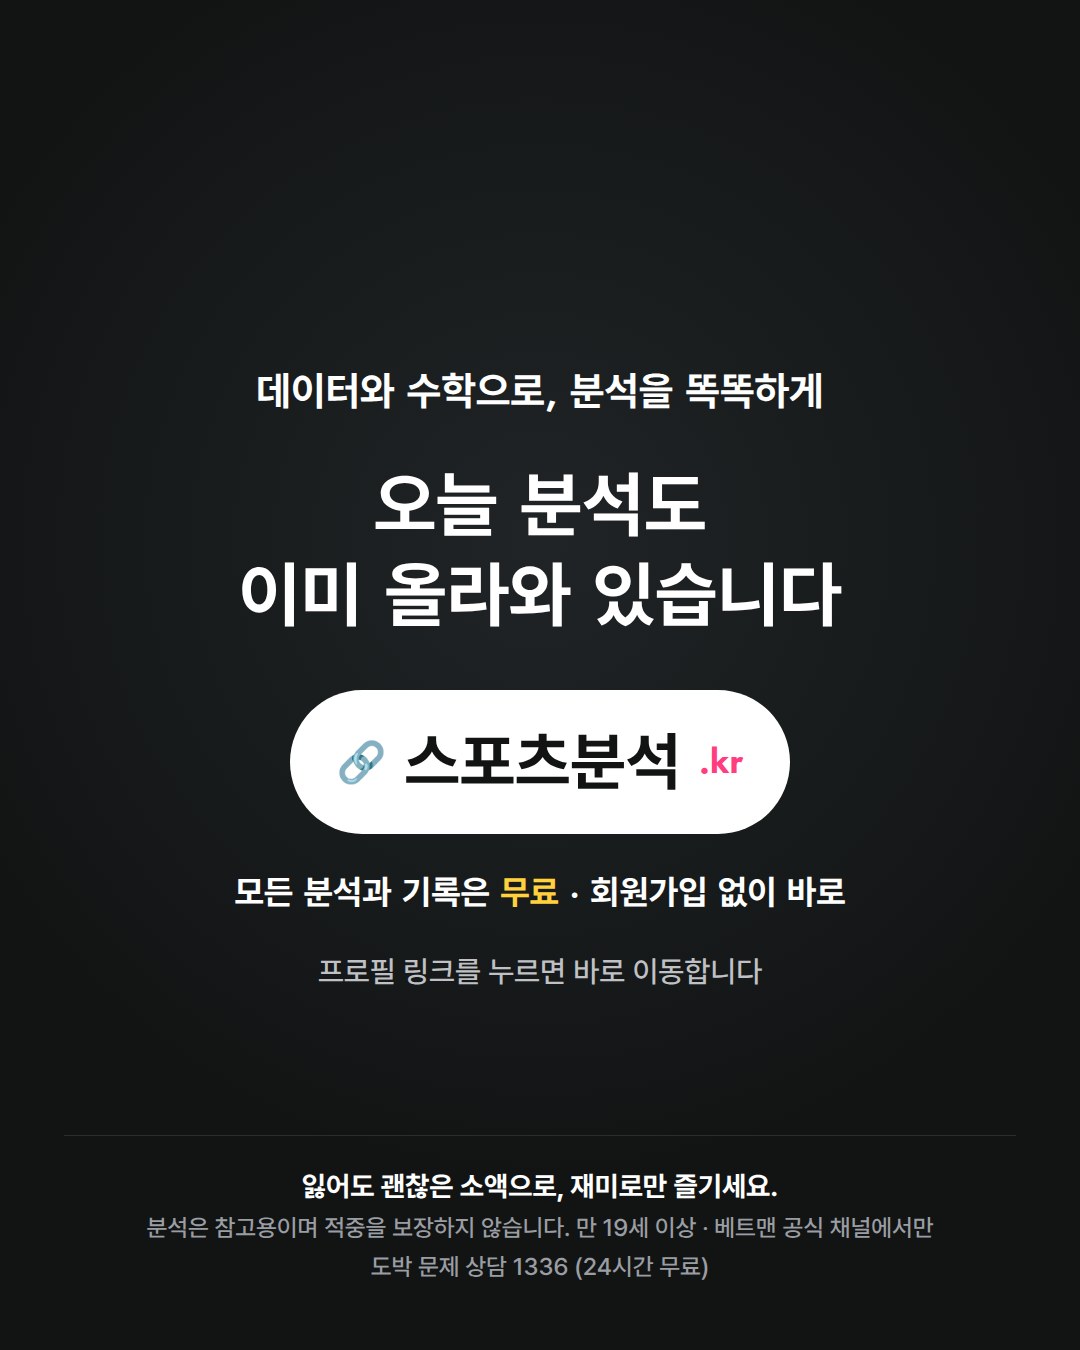 데이터와 수학으로, 분석을 똑똑하게
오늘 분석도
이미 올라와 있습니다
스포츠분석 .kr
모든 분석과 기록은 무료 · 회원가입 없이 바로
프로필 링크를 누르면 바로 이동합니다
잃어도 괜찮은 소액으로, 재미로만 즐기세요.
분석은 참고용이며 적중을 보장하지 않습니다. 만 19세 이상 · 베트맨 공식 채널에서만
도박 문제 상담 1336 (24시간 무료)